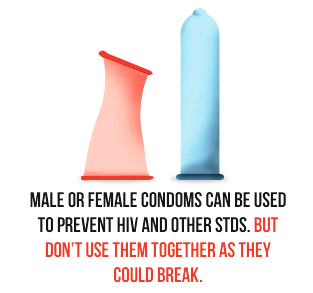 MALE OR FEMALE CONDOMS CAN BE USED
TO PREVENT HIV AND OTHER STDS. BUT
DON'T USE THEM TOGETHER AS THEY
COULD BREAK.